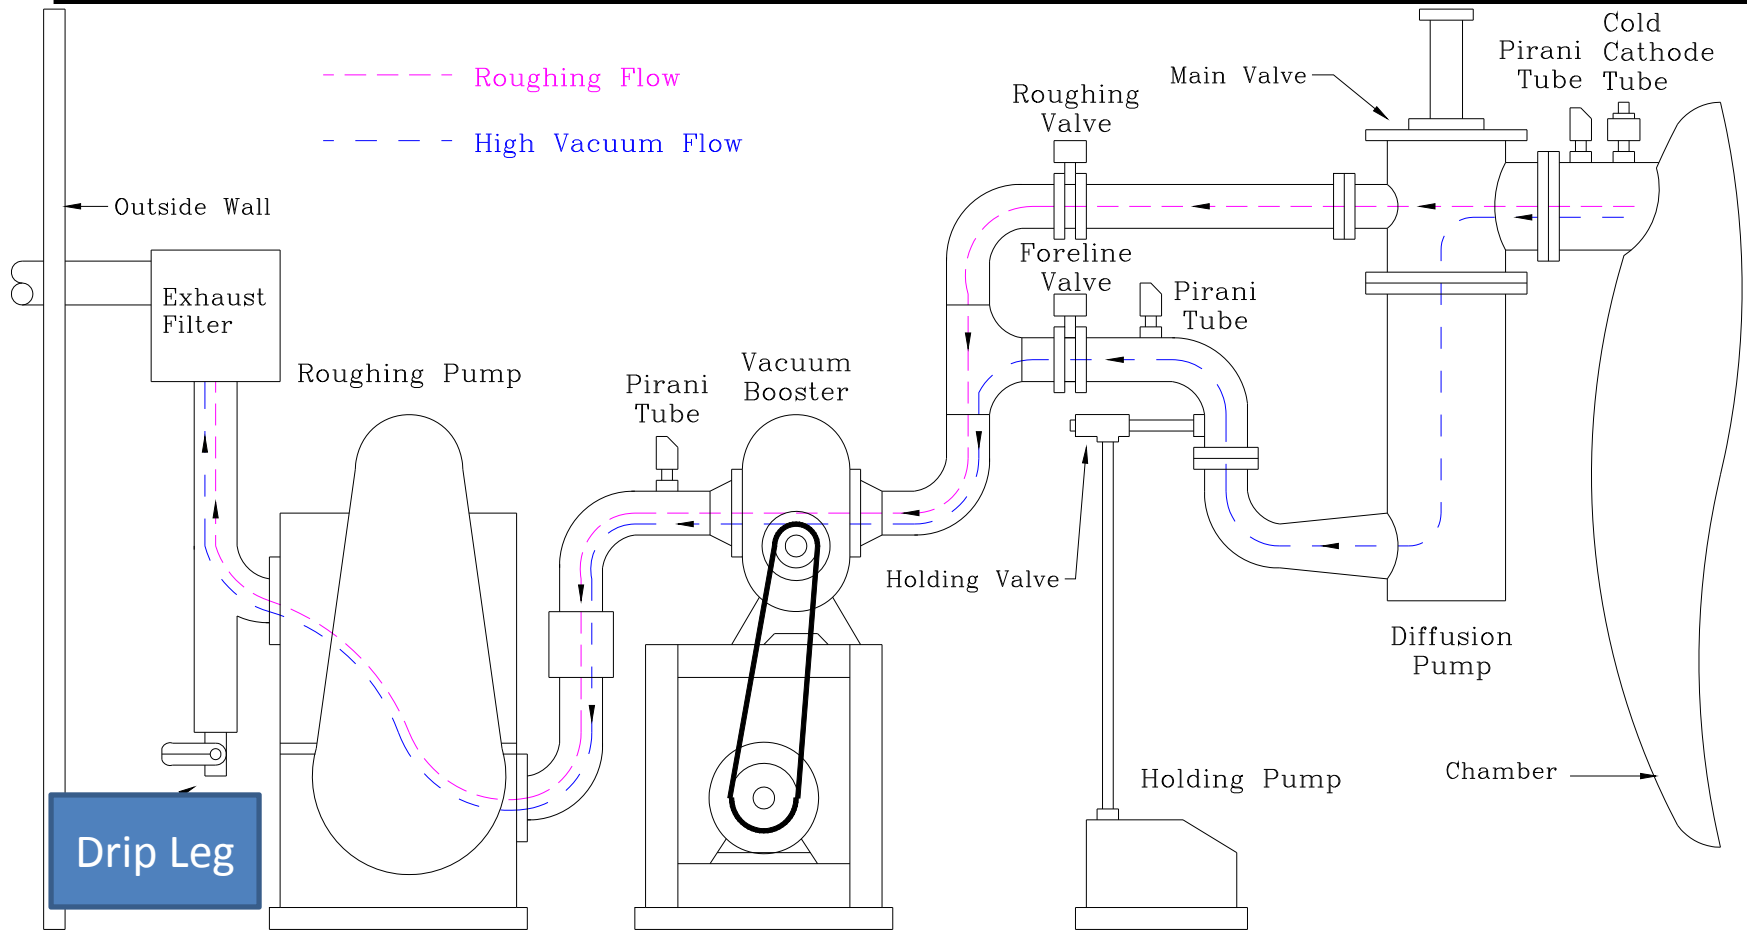 Roughing Flow
High Vacuum Flow
Outside Wall
Exhaust
Filter
Roughing Pump
Drip Leg
Pirani
Tube
Vacuum
Booster
Roughing
Valve
Foreline
Valve
Pirani
Tube
Holding Valve
Holding Pump
Main Valve
Pirani
Tube
Cold
Cathode
Tube
Diffusion
Pump
Chamber